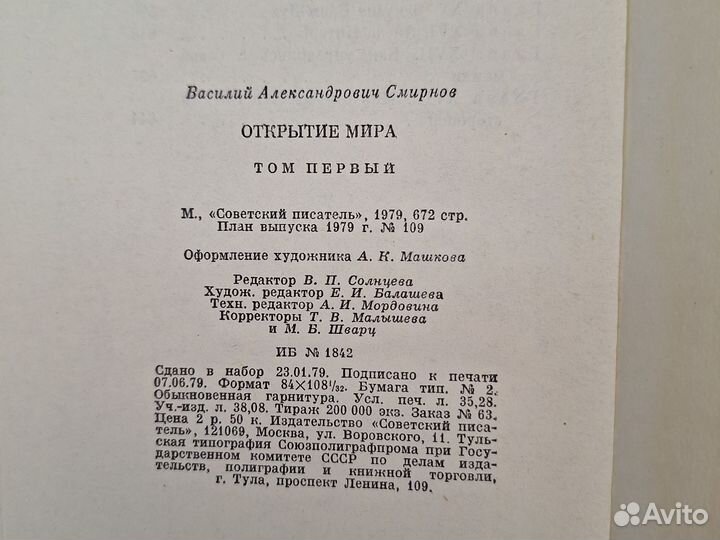 Василий Александрович Смирнов
ОТКРЫТИЕ МИРА
ТОМ ПЕРВЫЙ
М., «Советский писатель», 1979, 672 стр.
План выпуска 1979 г. № 109
Оформление художника А. К. Машкова
Редактор В. П. Солнцева
Худож. редактор Е. И. Балашева
Техн. редактор А. И. Мордовина
Корректоры Т. В. Малышева
и М. Б. Шварц
ИБ № 1842
Сдано в набор 23.01.79. Подписано к печати
07.06.79. Формат 84×108¹/₃₂. Бумага тип. № 2.
Обыкновенная гарнитура. Усл. печ. л. 35,28.
Уч.-изд. л. 38,08. Тираж 200 000 экз. Заказ № 63.
Цена 2 р. 50 к. Издательство «Советский писа-
тель», 121069, Москва, ул. Воровского, 11. Туль-
ская типография Союзполиграфпрома при Госу-
дарственном комитете СССР по делам изда-
тельств, полиграфии и книжной торговли,
г. Тула, проспект Ленина, 109.
Avito